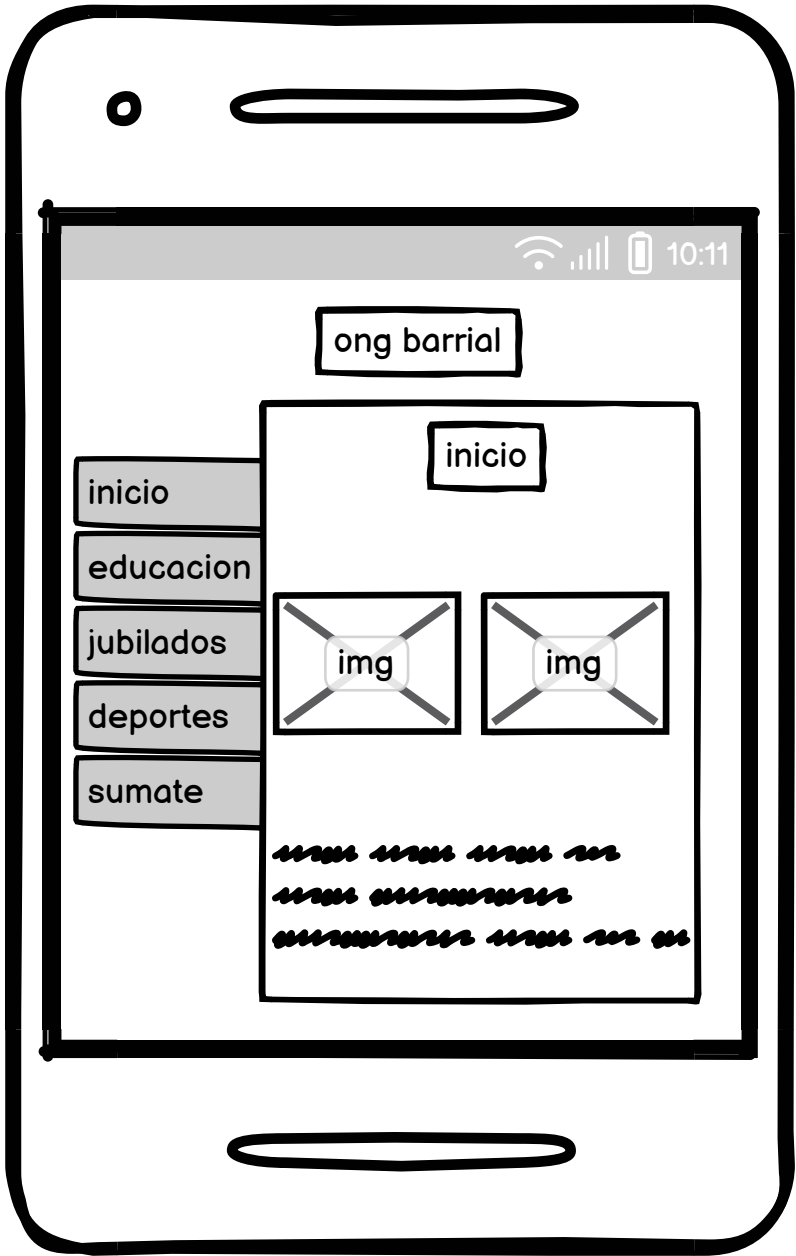 10:11
ong barrial
inicio
inicio
educacion
jubilados
deportes
sumate
img
img